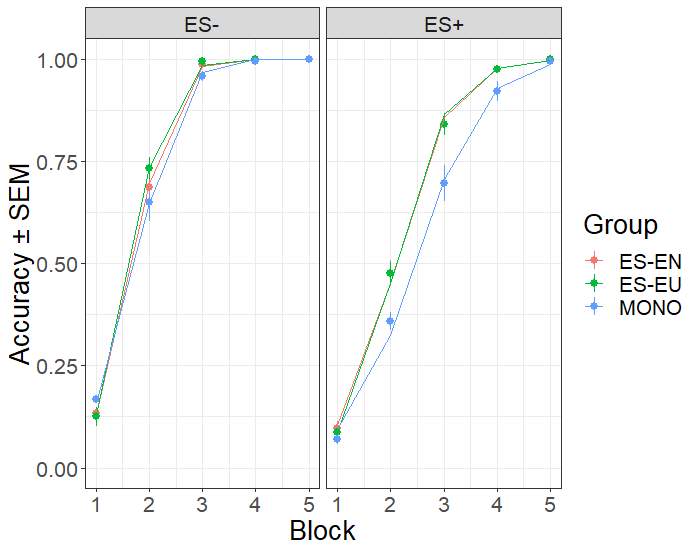 ES-
ES+
1.00
0.75
0.50
0.25
0.00
Accuracy ± SEM
1 2 3 4 5
1 2 3 4 5
Block
Group
ES-EN
ES-EU
MONO